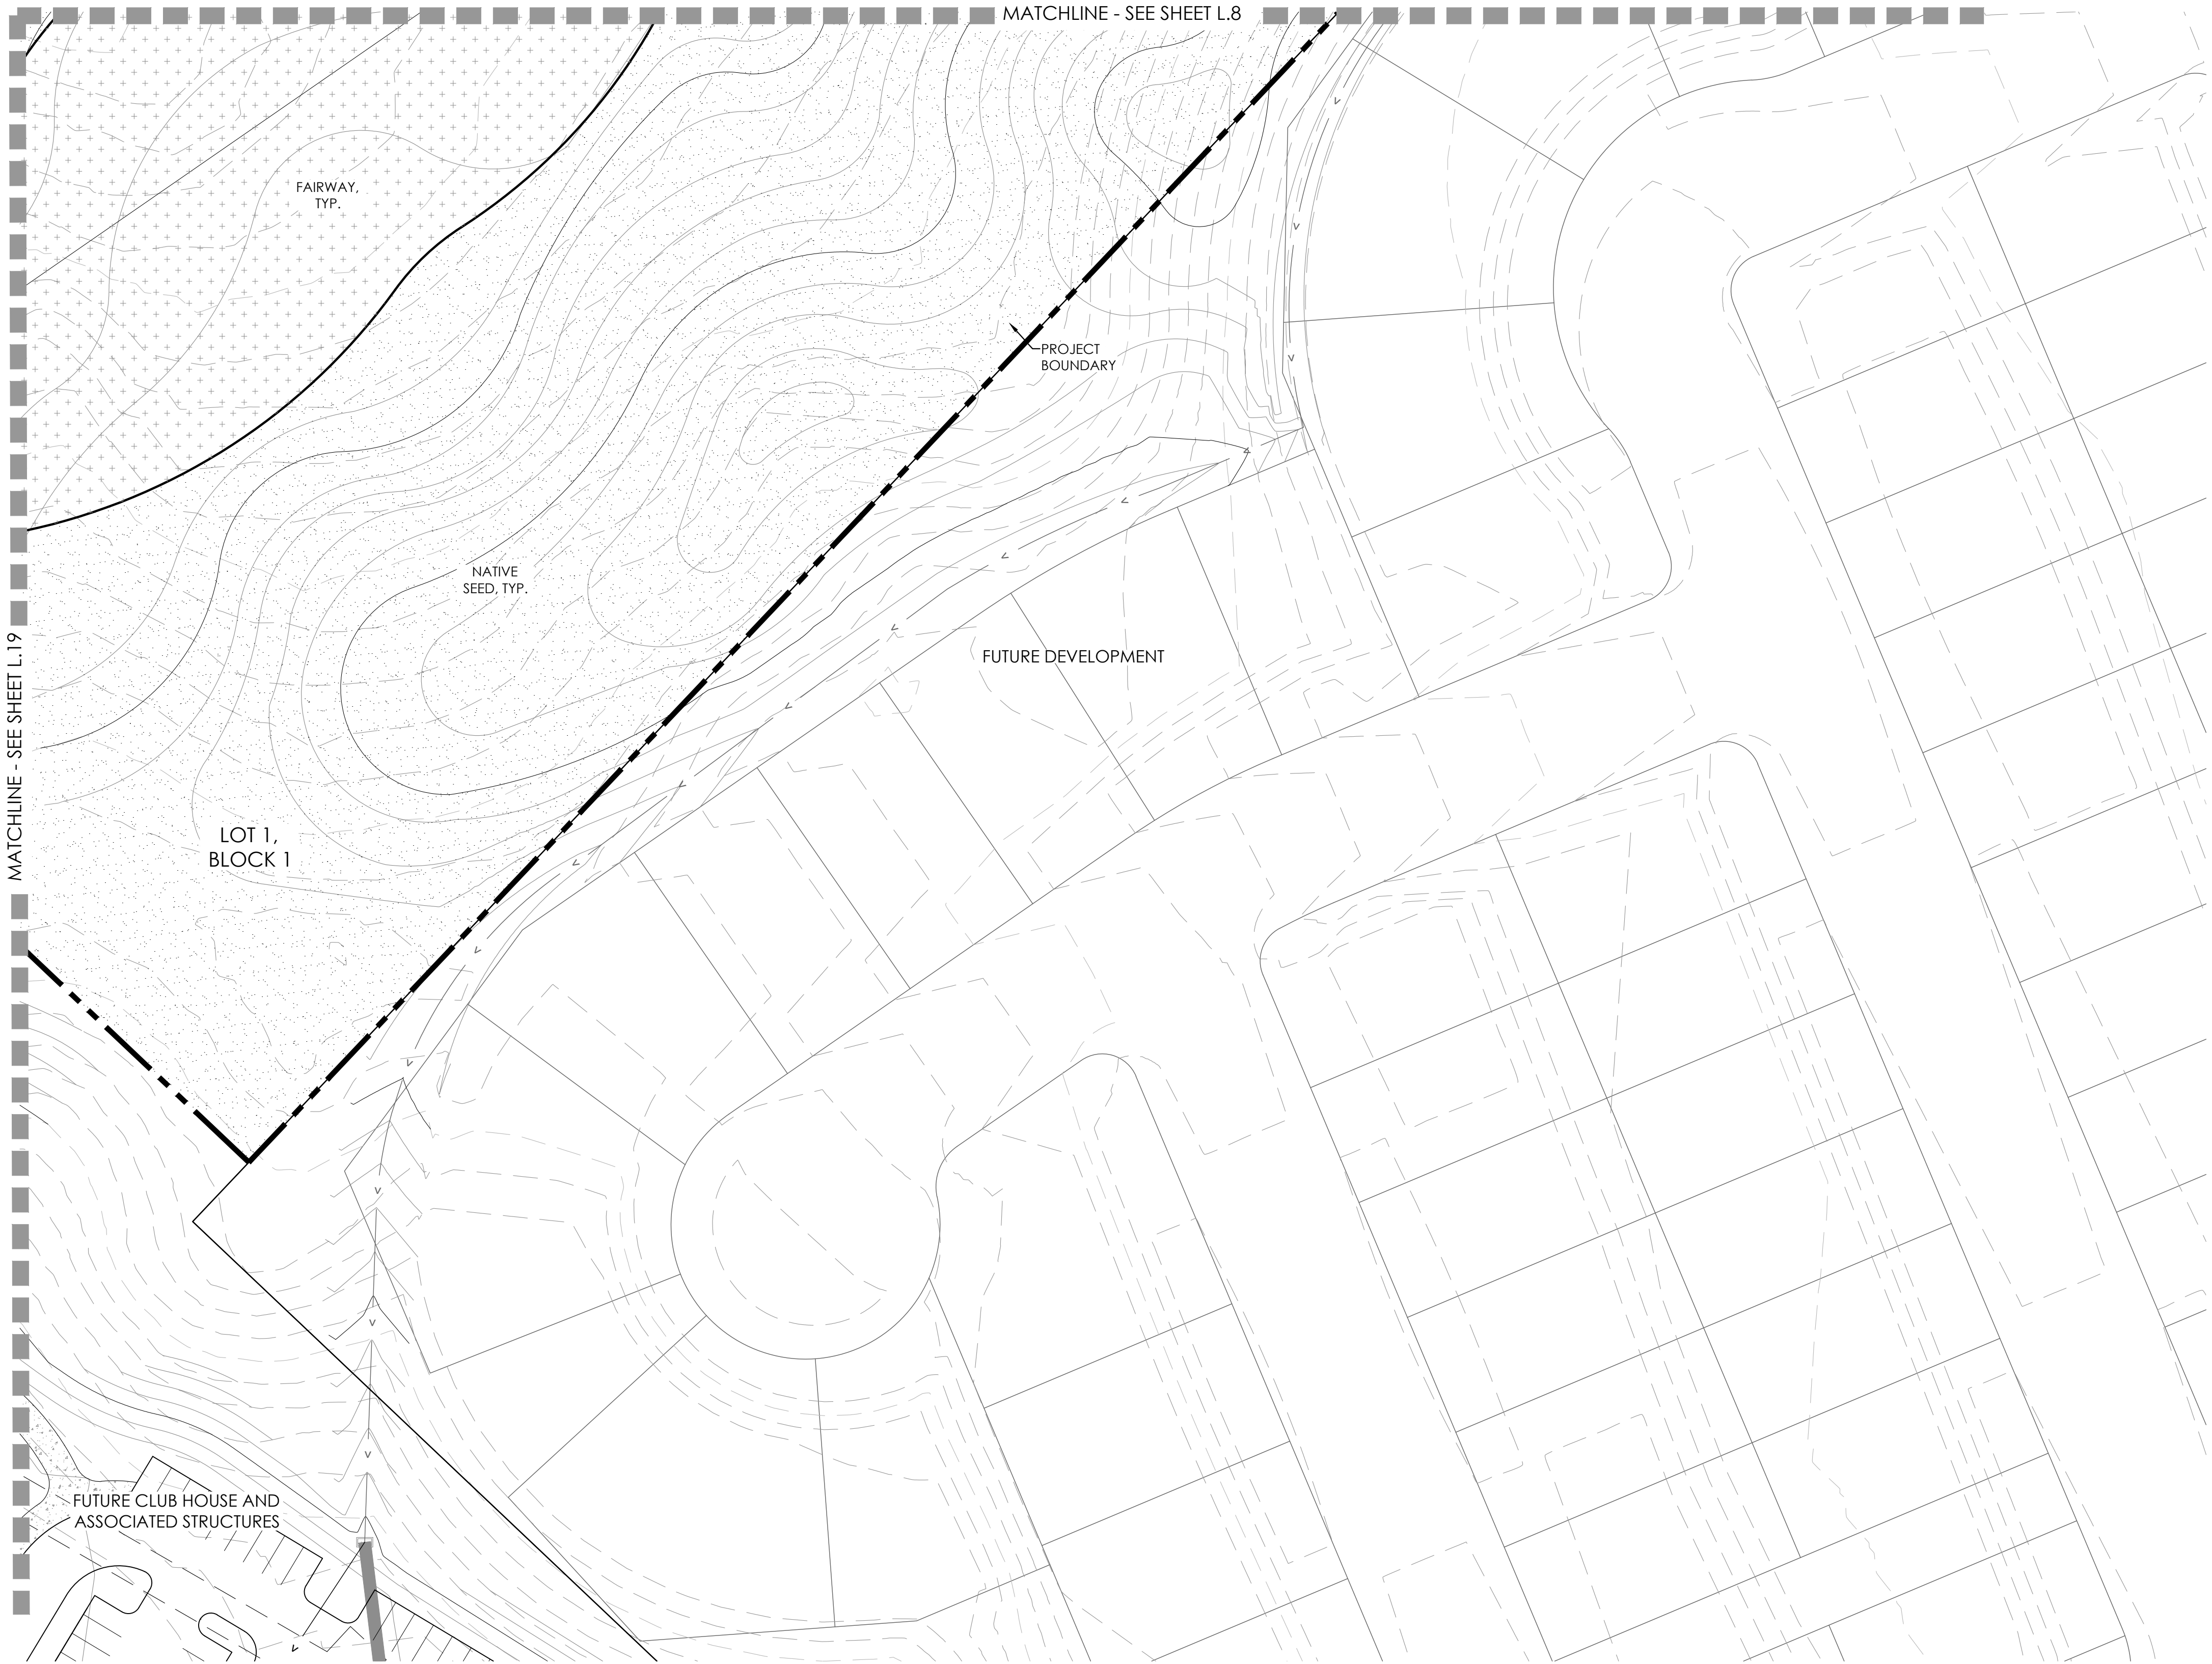 MATCHLINE - SEE SHEET L.8
FAIRWAY,
TYP.
PROJECT
BOUNDARY
NATIVE
SEED, TYP.
MATCHLINE - SEE SHEET L.19
FUTURE DEVELOPMENT
LOT 1,
BLOCK 1
FUTURE CLUB HOUSE AND
ASSOCIATED STRUCTURES